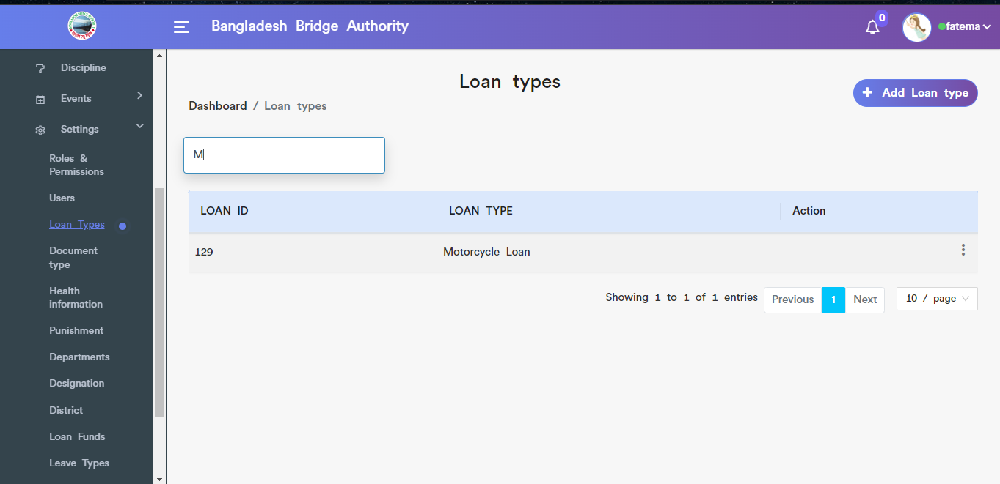 Bangladesh Bridge Authority
0
fatema
Discipline
Events
Settings
Roles &
Permissions
Users
Loan Types
Document
type
Health
information
Punishment
Departments
Designation
District
Loan Funds
Leave Types
Loan types
Dashboard / Loan types
Add Loan type
M
LOAN ID LOAN TYPE Action
129 Motorcycle Loan
Showing 1 to 1 of 1 entries Previous 1 Next 10 / page